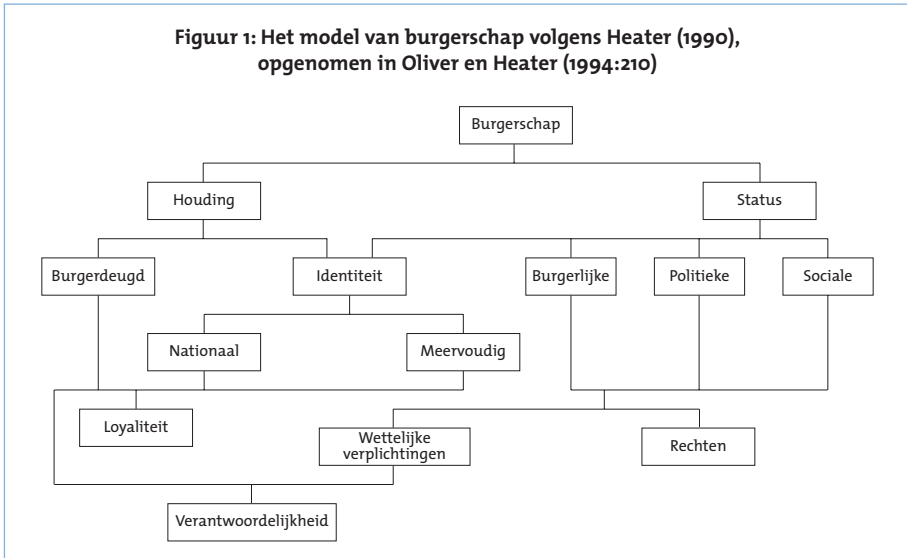 Figuur 1: Het model van burgerschap volgens Heater (1990),
opgenomen in Oliver en Heater (1994:210)
Burgerschap
Houding
Status
Burgerdeugd
Identiteit
Burgerlijke
Politieke
Sociale
Nationaal
Meervoudig
Loyaliteit
Wettelijke
verplichtingen
Rechten
Verantwoordelijkheid